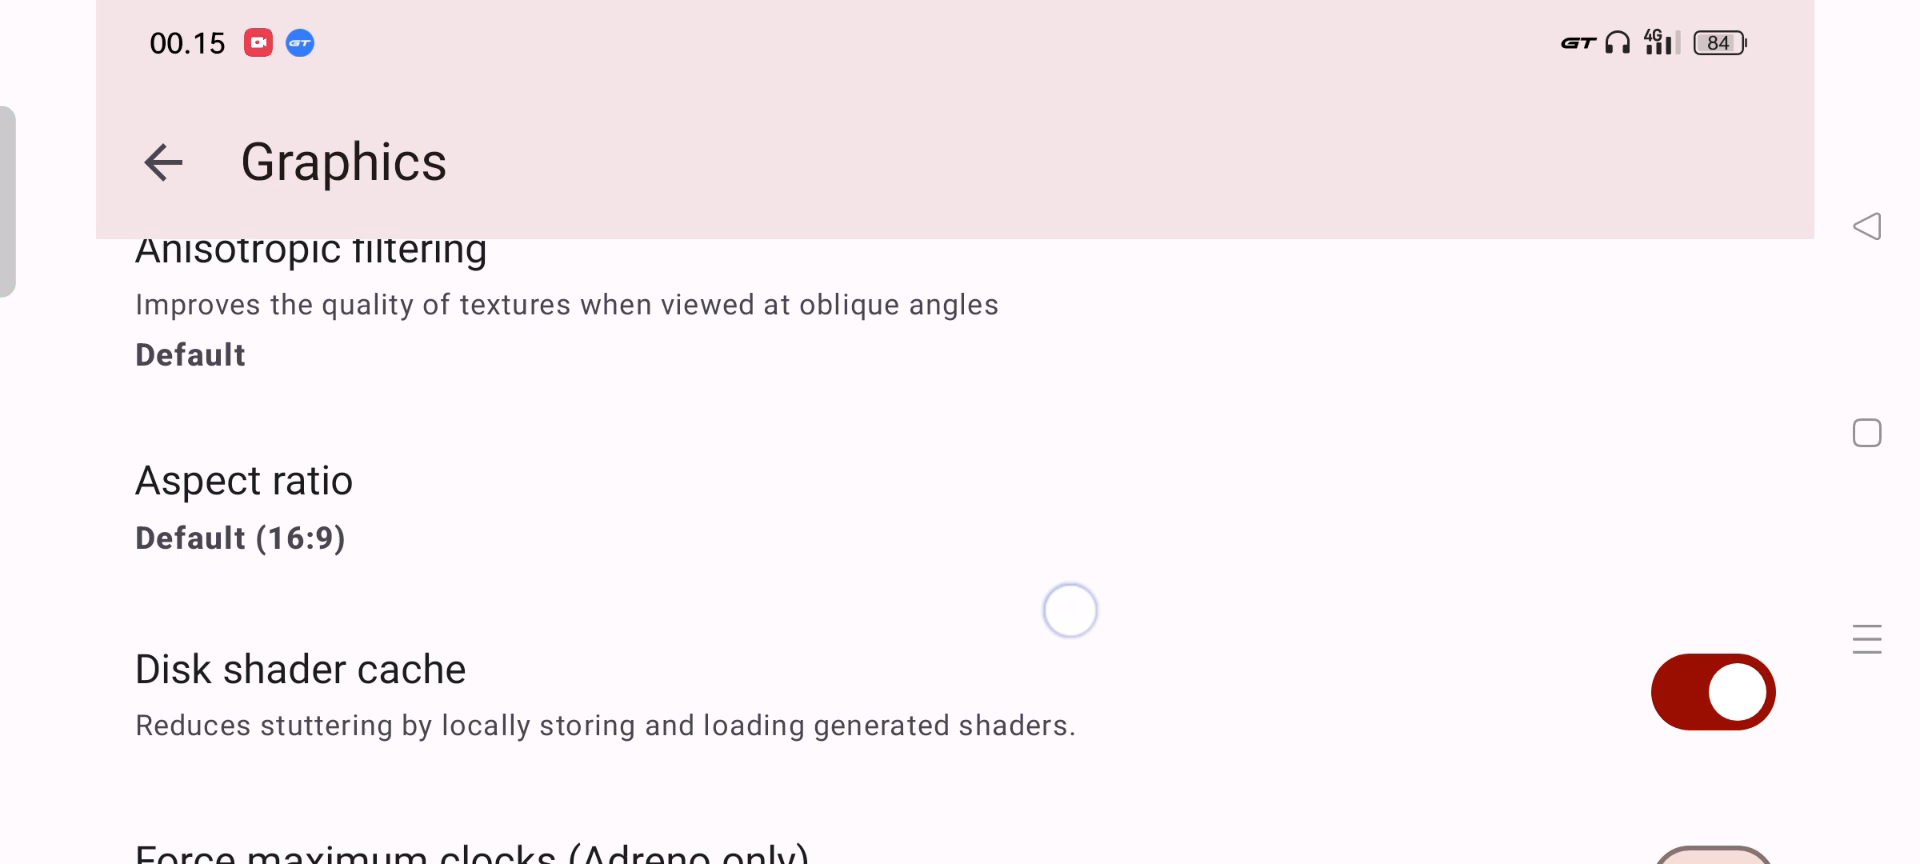 00.15 GT GT 4G 84
Graphics
Anisotropic filtering
Improves the quality of textures when viewed at oblique angles
Default
Aspect ratio
Default (16:9)
Disk shader cache
Reduces stuttering by locally storing and loading generated shaders.
Force maximum clocks (Adreno only)